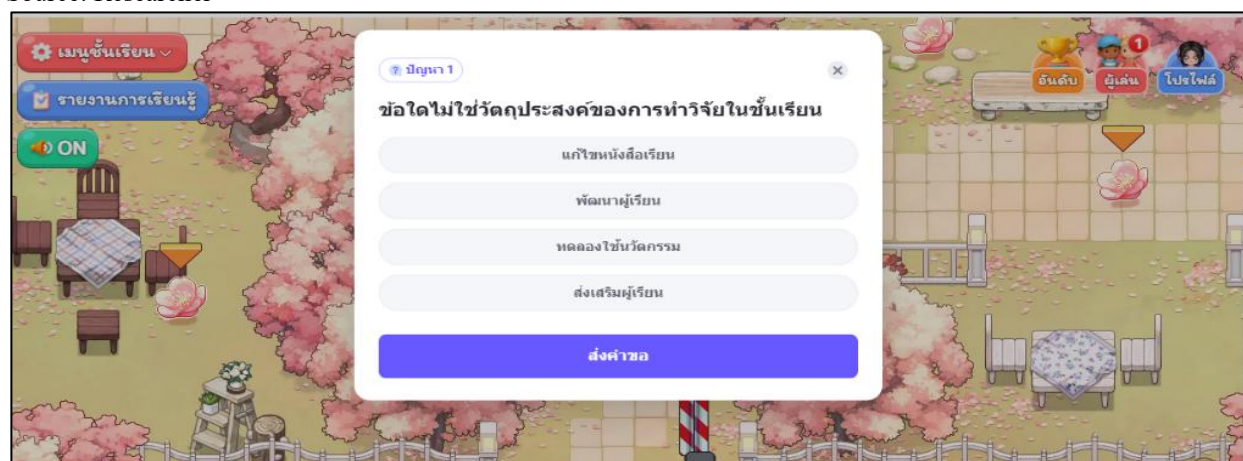 เมนูชั้นเรียน
รายงานการเรียนรู้
ON
ปัญหา 1
ข้อใดไม่ใช่วัตถุประสงค์ของการทำวิจัยในชั้นเรียน
แก้ไขหนังสือเรียน
พัฒนาผู้เรียน
ทดลองใช้นวัตกรรม
ส่งเสริมผู้เรียน
ส่งคำขอ
1
อันดับ
ผู้เล่น
โปรไฟล์